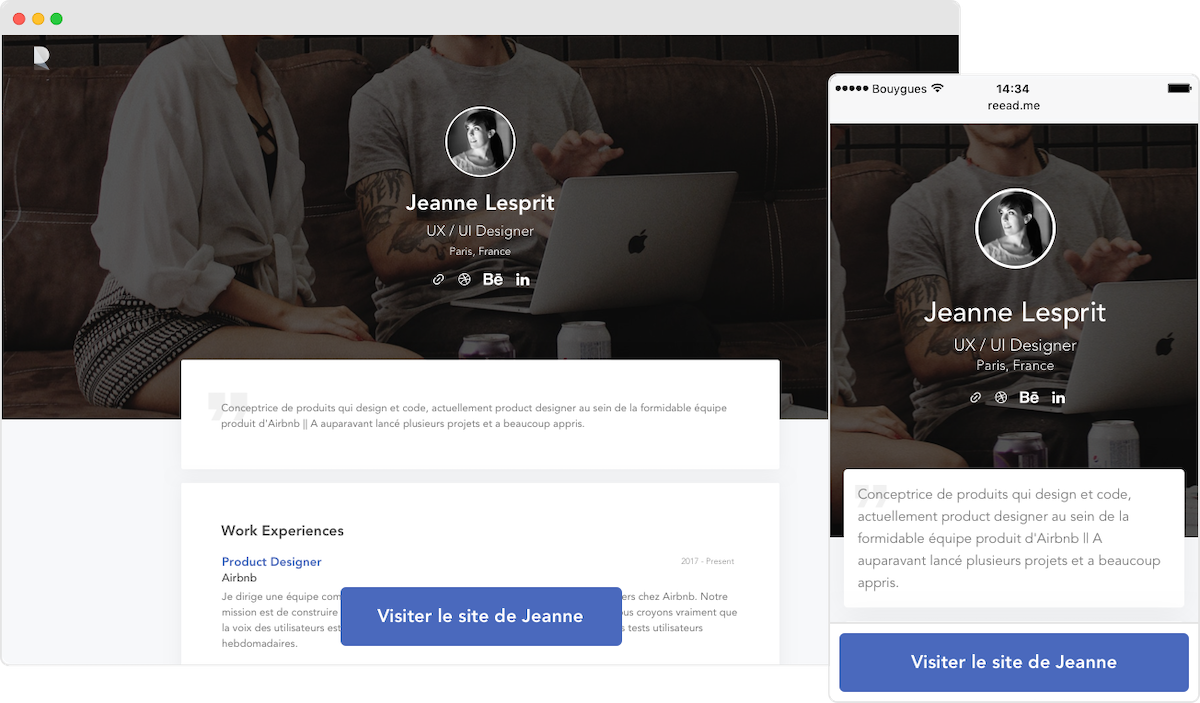 Jeanne Lesprit
UX / UI Designer
Paris, France
Bē in
Conceptrice de produits qui design et code, actuellement product designer au sein de la formidable équipe
produit d'Airbnb || A auparavant lancé plusieurs projets et a beaucoup appris.
Work Experiences
Product Designer
2017 - Present
Airbnb
Je dirige une équipe com ers chez Airbnb. Notre
mission est de construire us croyons vraiment que
la voix des utilisateurs est s tests utilisateurs
hebdomadaires.
Visiter le site de Jeanne
Bouygues 14:34
reead.me
Jeanne Lesprit
UX / UI Designer
Paris, France
Bē in
Conceptrice de produits qui design et code,
actuellement product designer au sein de la
formidable équipe produit d'Airbnb || A
auparavant lancé plusieurs projets et a beaucoup
appris.
Visiter le site de Jeanne